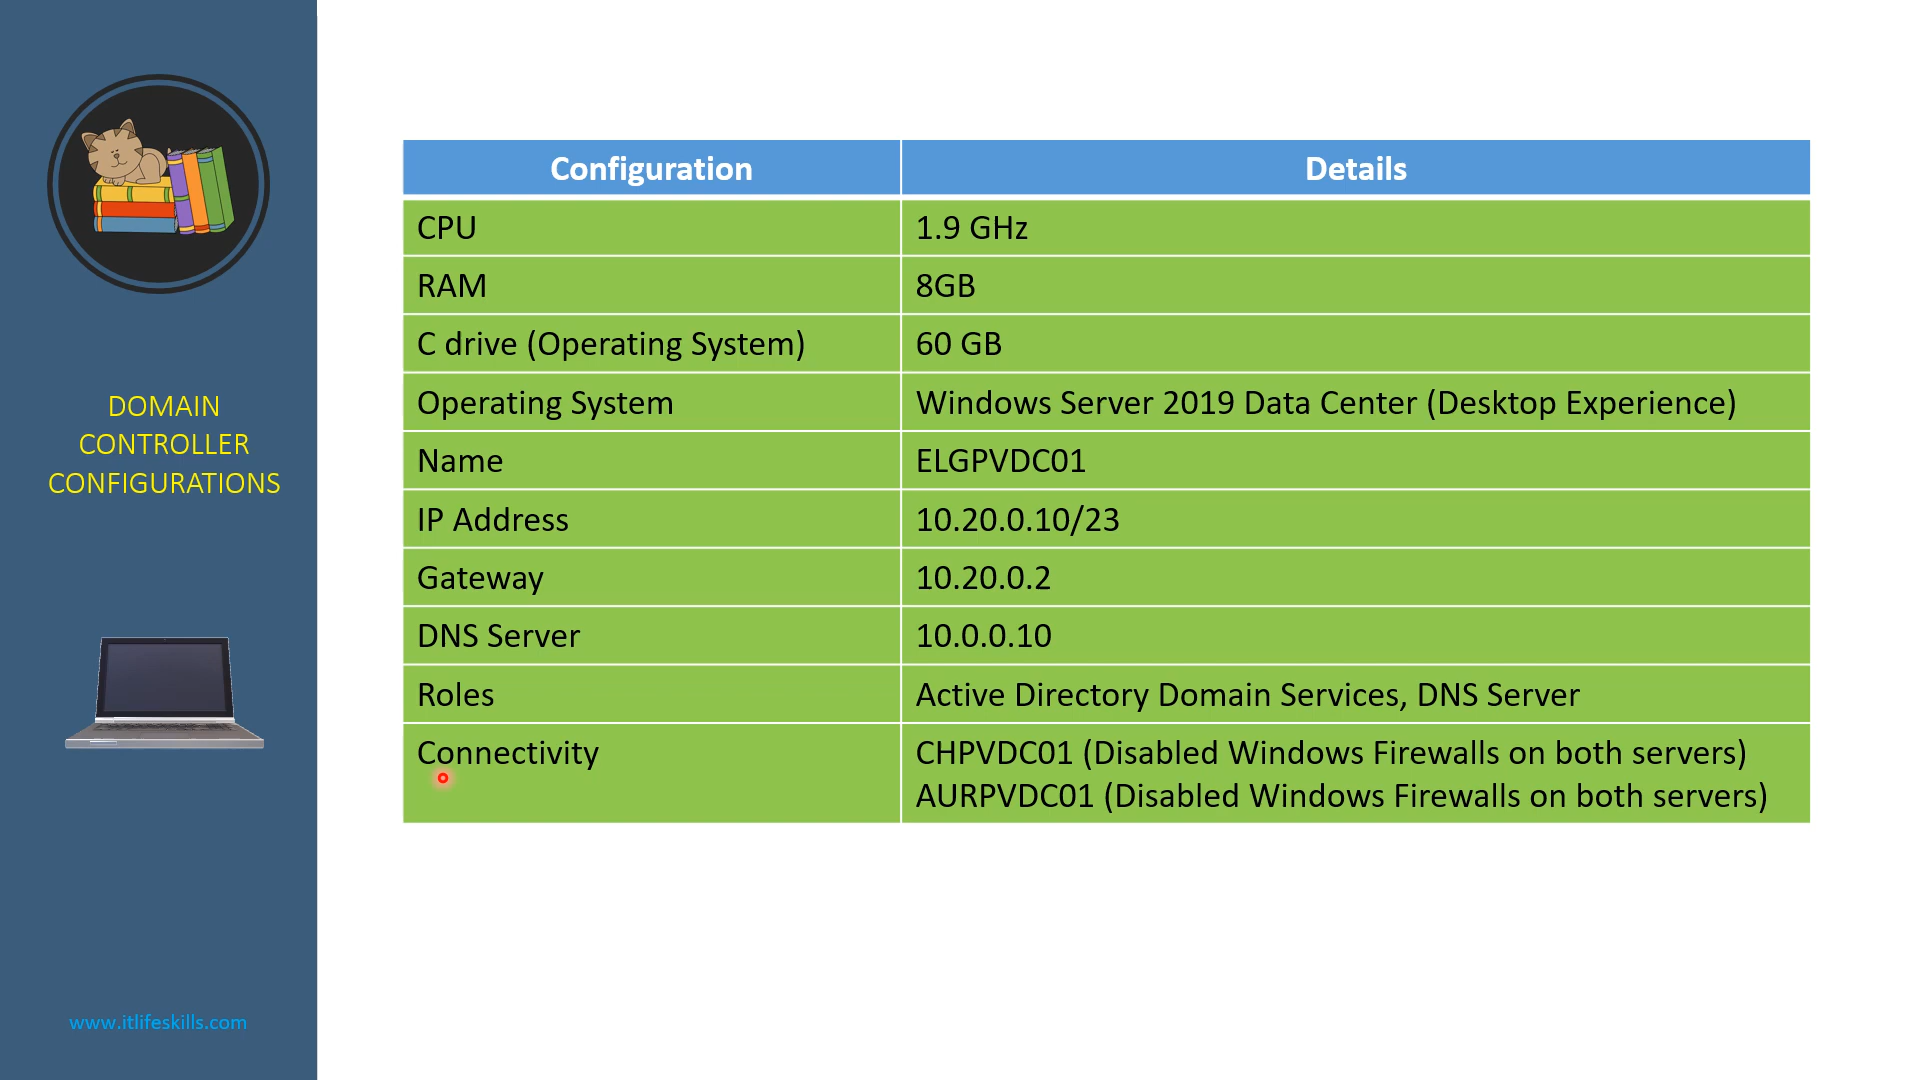 DOMAIN
CONTROLLER
CONFIGURATIONS
www.itlifeskills.com
Configuration Details
CPU 1.9 GHz
RAM 8GB
C drive (Operating System) 60 GB
Operating System Windows Server 2019 Data Center (Desktop Experience)
Name ELGPVDC01
IP Address 10.20.0.10/23
Gateway 10.20.0.2
DNS Server 10.0.0.10
Roles Active Directory Domain Services, DNS Server
Connectivity CHPVDC01 (Disabled Windows Firewalls on both servers)
AURPVDC01 (Disabled Windows Firewalls on both servers)